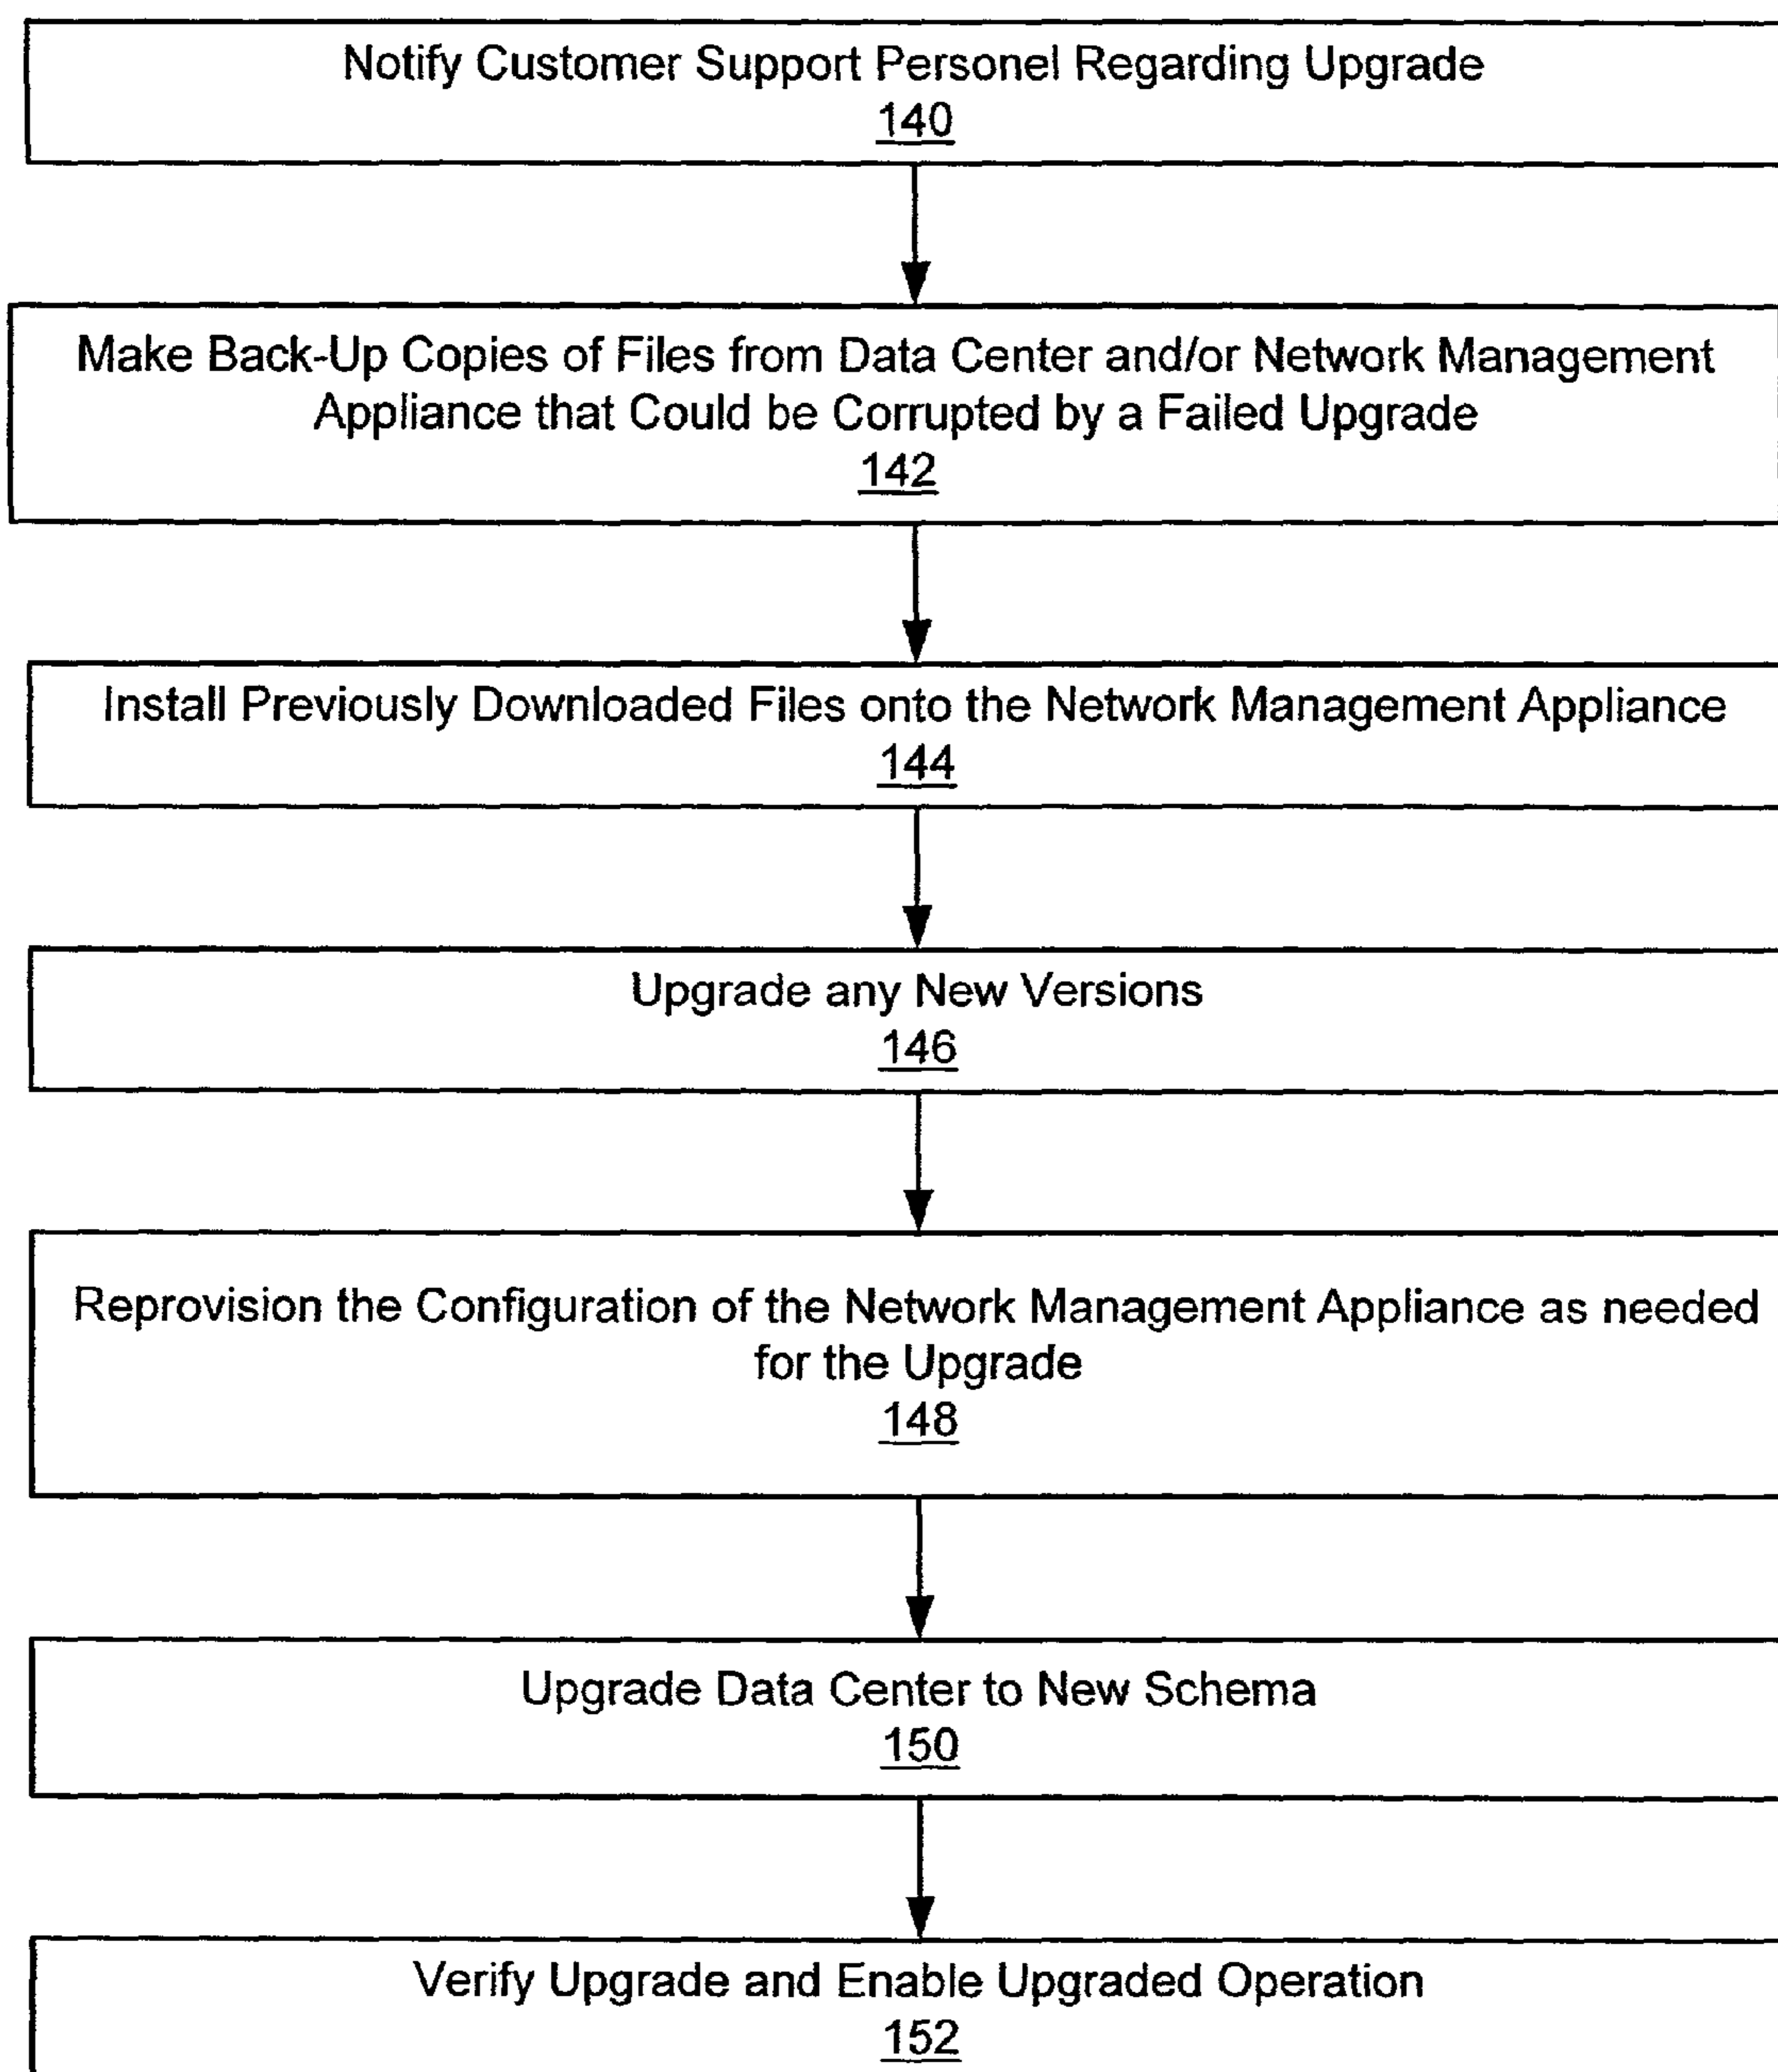 Notify Customer Support Personel Regarding Upgrade
140
Make Back-Up Copies of Files from Data Center and/or Network Management
Appliance that Could be Corrupted by a Failed Upgrade
142
Install Previously Downloaded Files onto the Network Management Appliance
144
Upgrade any New Versions
146
Reprovision the Configuration of the Network Management Appliance as needed
for the Upgrade
148
Upgrade Data Center to New Schema
150
Verify Upgrade and Enable Upgraded Operation
152